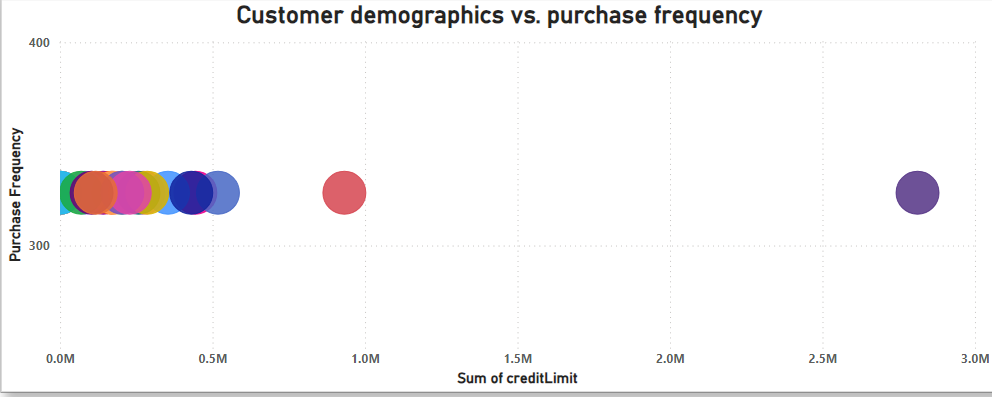 Customer demographics vs. purchase frequency
400
Purchase Frequency
300
0.0M 0.5M 1.0M 1.5M 2.0M 2.5M 3.0M
Sum of creditLimit